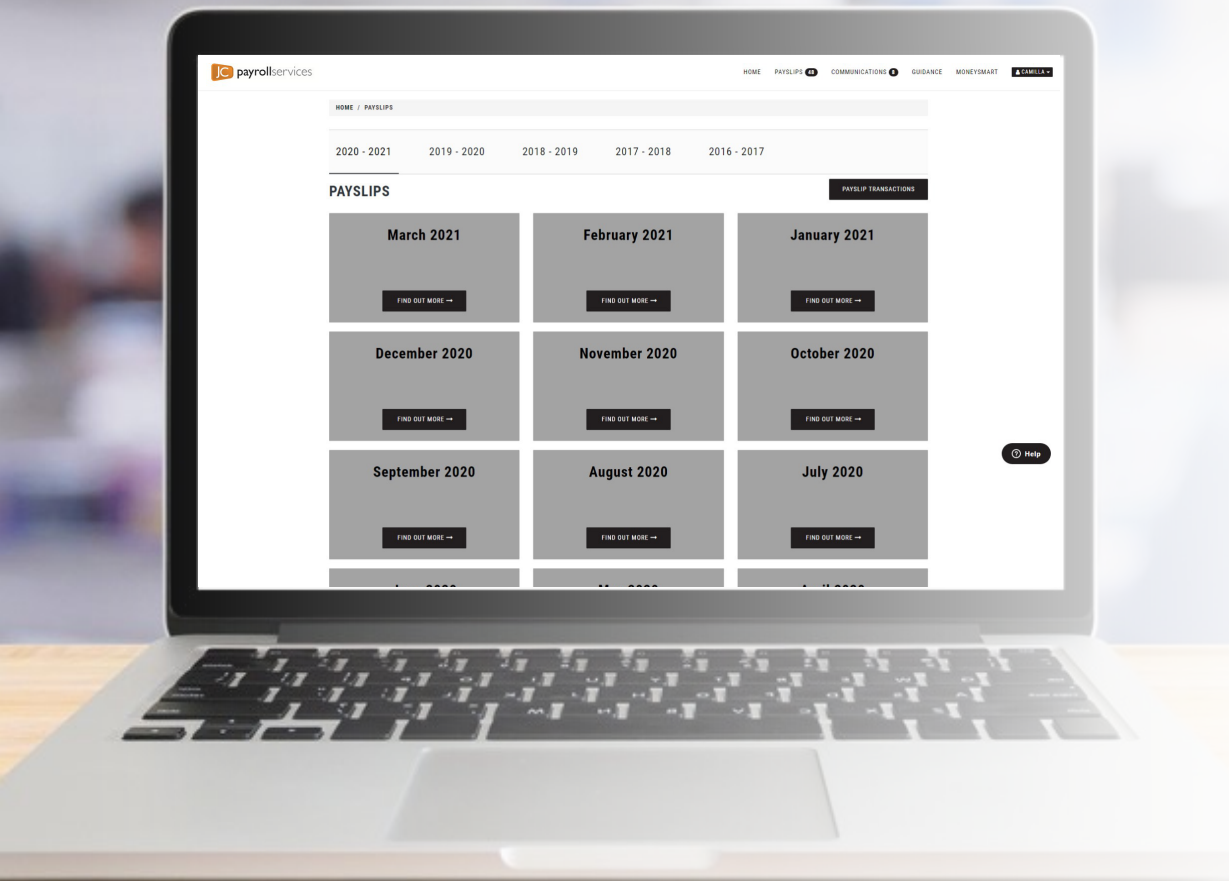 JC payrollservices
HOME PAYSLIPS 48 COMMUNICATIONS 8 GUIDANCE MONEYSMART CAMILLA
HOME / PAYSLIPS
2020 - 2021 2019 - 2020 2018 - 2019 2017 - 2018 2016 - 2017
PAYSLIPS
PAYSLIP TRANSACTIONS
March 2021 February 2021 January 2021
FIND OUT MORE → FIND OUT MORE → FIND OUT MORE →
December 2020 November 2020 October 2020
FIND OUT MORE → FIND OUT MORE → FIND OUT MORE →
Help
September 2020 August 2020 July 2020
FIND OUT MORE → FIND OUT MORE → FIND OUT MORE →